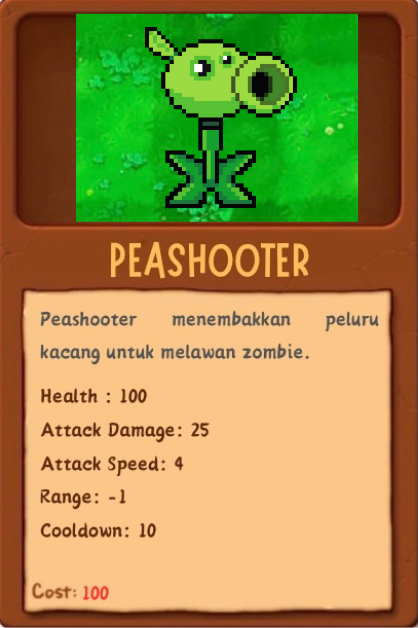 PEASHOOTER
Peashooter menembakkan peluru
kacang untuk melawan zombie.
Health : 100
Attack Damage: 25
Attack Speed: 4
Range: -1
Cooldown: 10
Cost: 100